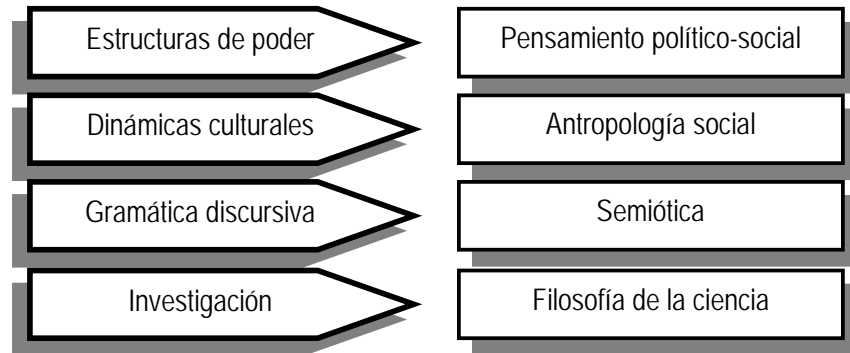 Estructuras de poder
Pensamiento político-social
Dinámicas culturales
Antropología social
Gramática discursiva
Semiótica
Investigación
Filosofía de la ciencia